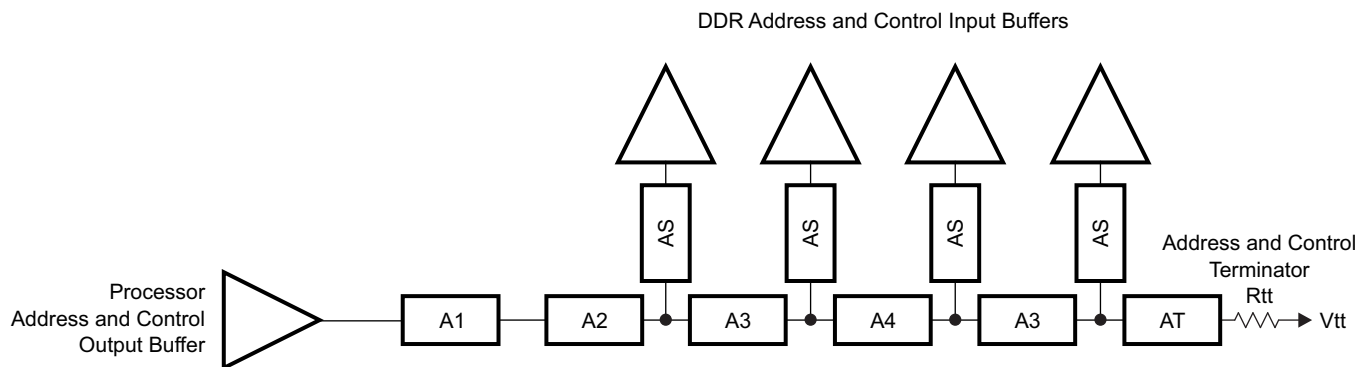 DDR Address and Control Input Buffers
AS
AS
AS
AS
Address and Control
Terminator
Rtt
Processor
Address and Control
Output Buffer
A1
A2
A3
A4
A3
AT
Vtt